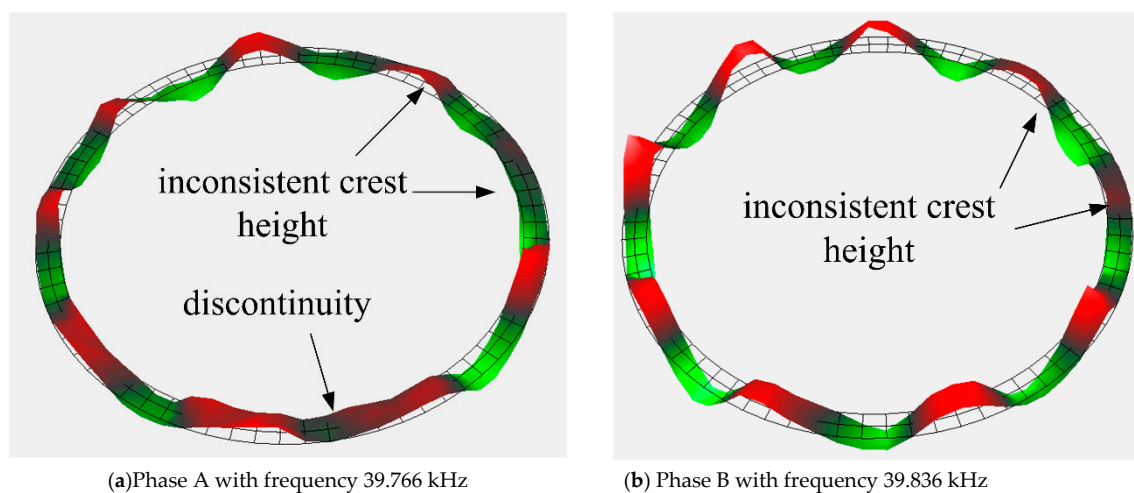 inconsistent crest
height
discontinuity
inconsistent crest
height
(a)Phase A with frequency 39.766 kHz
(b) Phase B with frequency 39.836 kHz